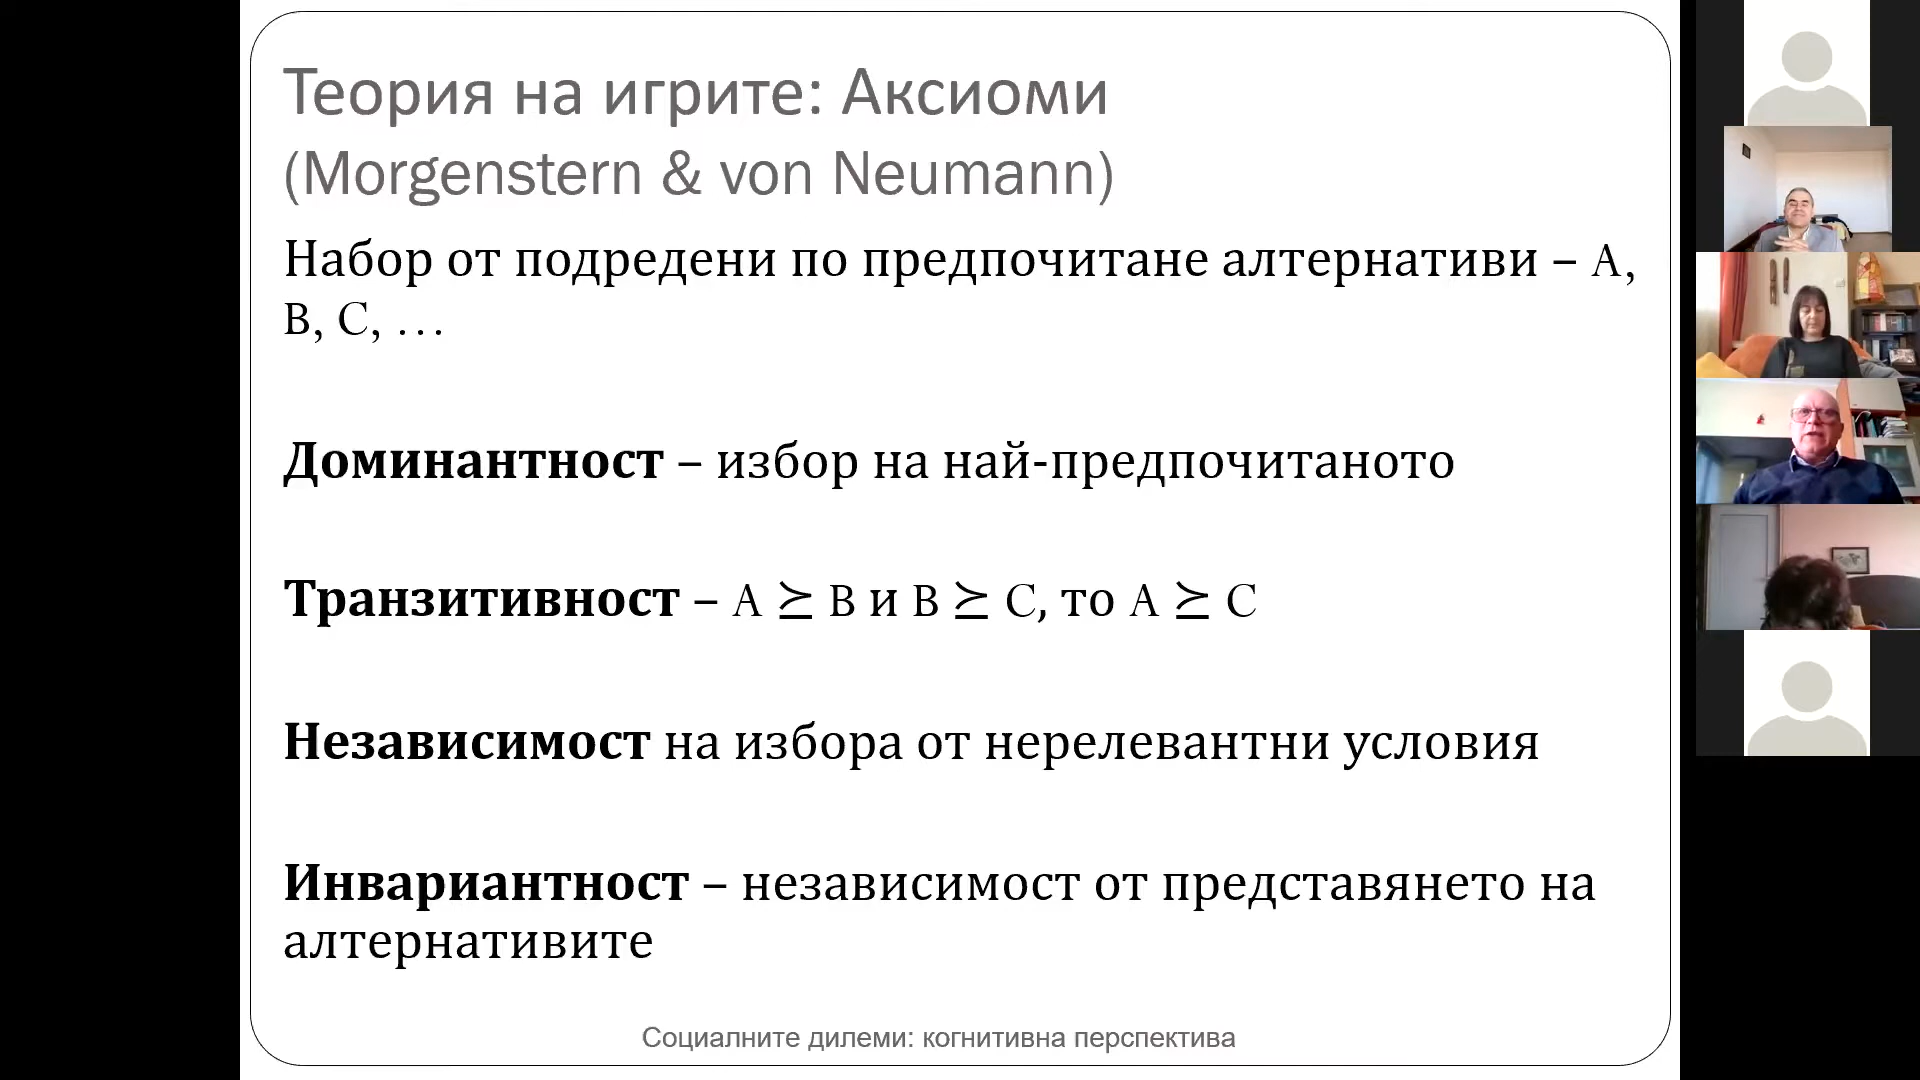 Теория на игрите: Аксиоми
(Morgenstern & von Neumann)
Набор от подредени по предпочитане алтернативи – A,
B, C, …
Доминантност – избор на най-предпочитаното
Транзитивност – A ⪰ B и B ⪰ C, то A ⪰ C
Независимост на избора от нерелевантни условия
Инвариантност – независимост от представянето на
алтернативите
Социалните дилеми: когнитивна перспектива